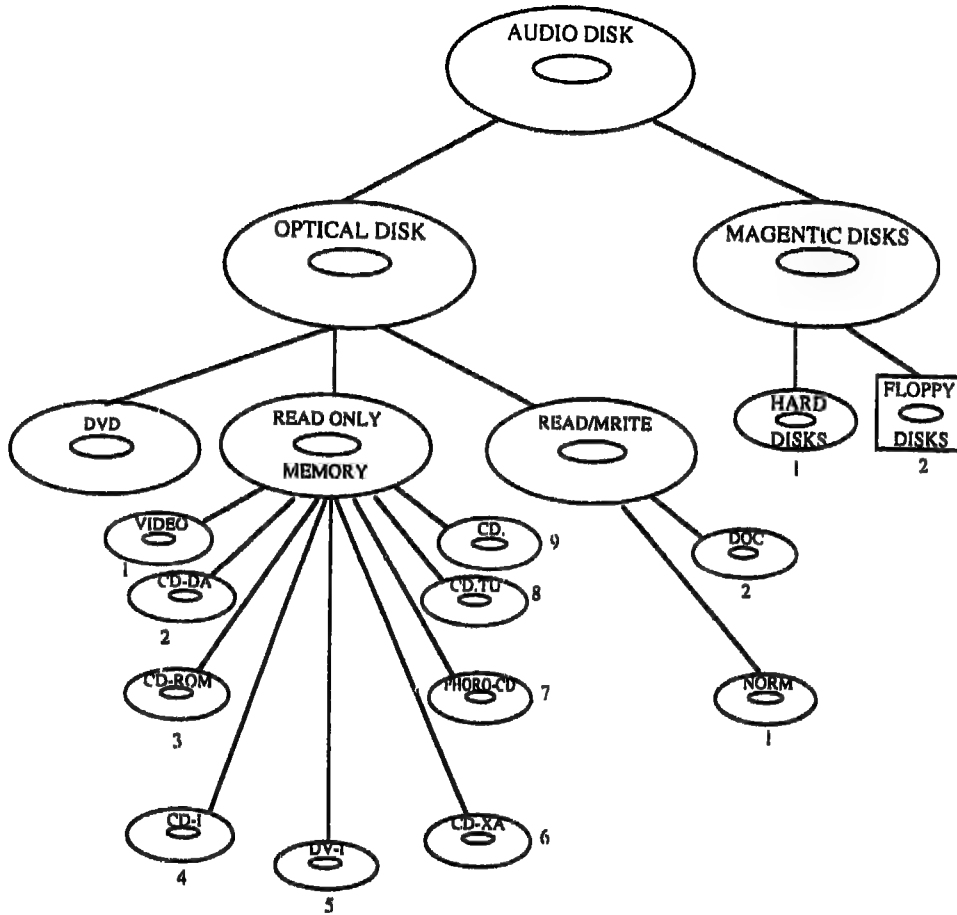 AUDIO DISK
OPTICAL DISK
MAGENTIC DISKS
DVD
READ ONLY
MEMORY
READ/MRITE
HARD
DISKS
1
FLOPPY
DISKS
2
VIDEO
1
CD-DA
2
CD-ROM
3
CD-I
4
DV-I
5
CD-XA
6
PHORO-CD
7
CD.TU
8
CD.
9
DOC
2
NORM
1